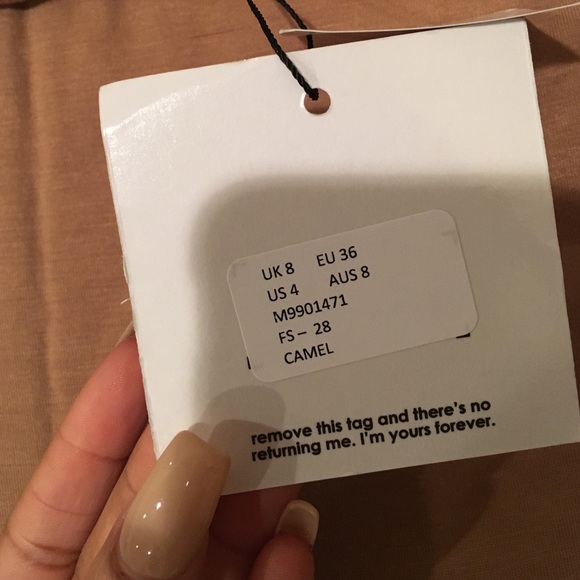 UK 8 EU 36
US 4 AUS 8
M9901471
FS– 28
CAMEL
remove this tag and there's no
returning me. I'm yours forever.